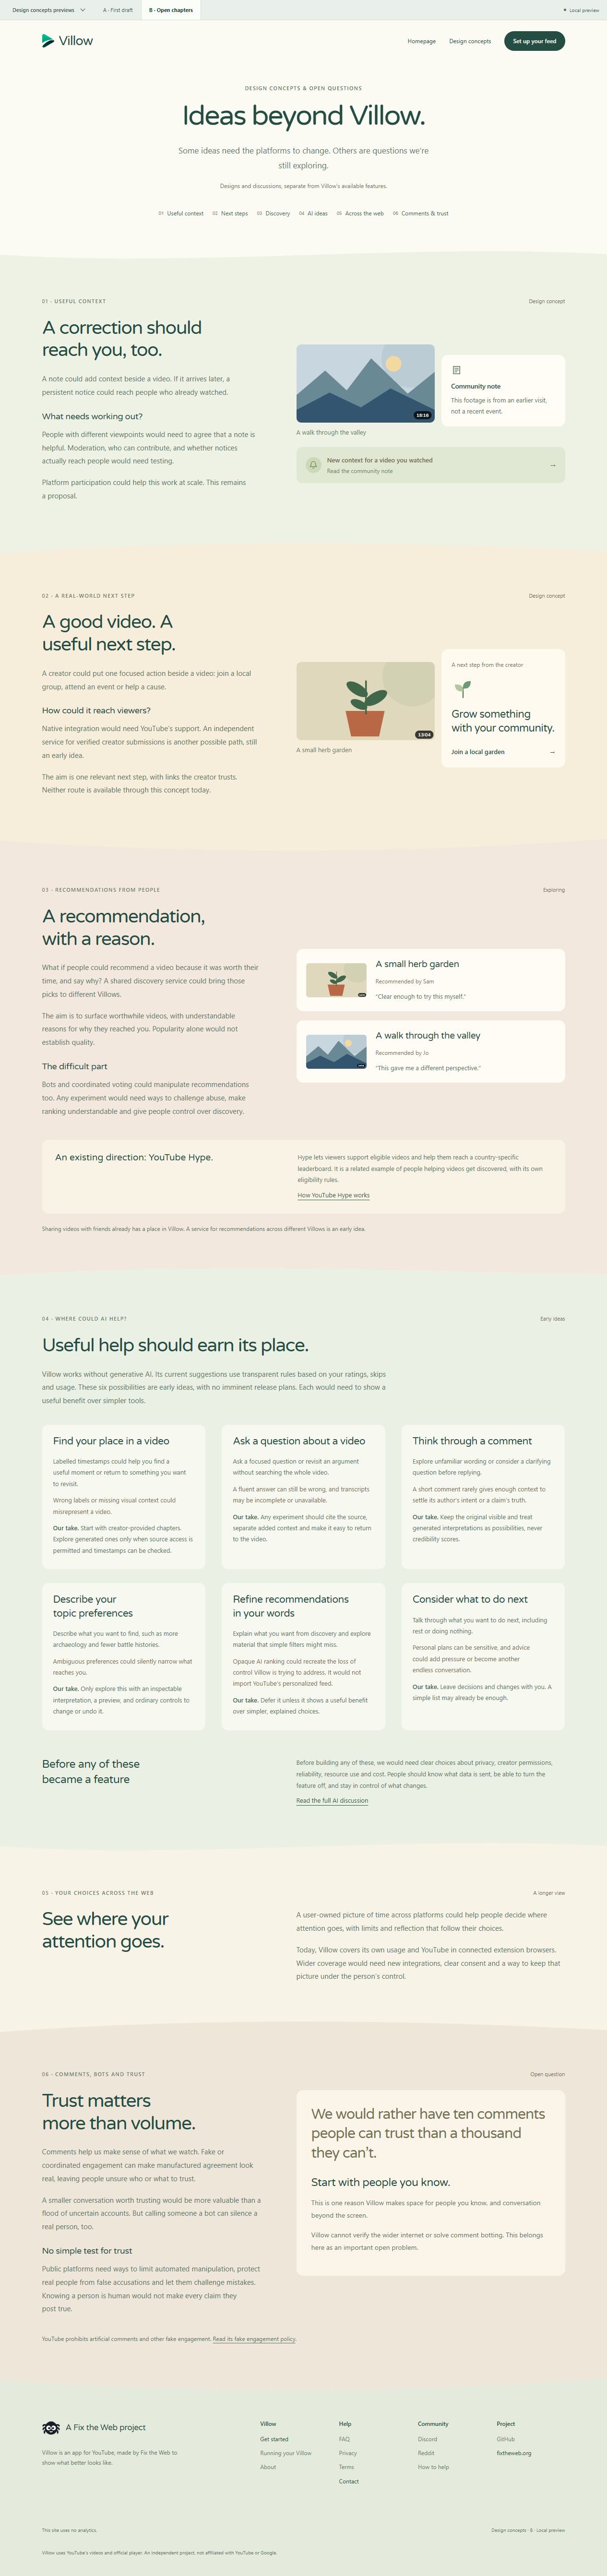 Design concepts previews
A - First draft
B - Open chapters
Local preview
Villow
Homepage
Design concepts
Set up your feed
DESIGN CONCEPTS & OPEN QUESTIONS
Ideas beyond Villow.
Some ideas need the platforms to change. Others are questions we're
still exploring.
Designs and discussions, separate from Villow's available features.
01 Useful context
02 Next steps
03 Discovery
04 AI ideas
05 Across the web
06 Comments & trust
01 - USEFUL CONTEXT
Design concept
A correction should
reach you, too.
A note could add context beside a video. If it arrives later, a
persistent notice could reach people who already watched.
What needs working out?
People with different viewpoints would need to agree that a note is
helpful. Moderation, who can contribute, and whether notices
actually reach people would need testing.
Platform participation could help this work at scale. This remains
a proposal.
18:16
A walk through the valley
Community note
This footage is from an earlier visit,
not a recent event.
New context for a video you watched
Read the community note
→
02 - A REAL-WORLD NEXT STEP
Design concept
A good video. A
useful next step.
A creator could put one focused action beside a video: join a local
group, attend an event or help a cause.
How could it reach viewers?
Native integration would need YouTube's support. An independent
service for verified creator submissions is another possible path, still
an early idea.
The aim is one relevant next step, with links the creator trusts.
Neither route is available through this concept today.
13:04
A small herb garden
A next step from the creator
Grow something
with your community.
Join a local garden →
03 - RECOMMENDATIONS FROM PEOPLE
Exploring
A recommendation,
with a reason.
What if people could recommend a video because it was worth their
time, and say why? A shared discovery service could bring those
picks to different Villows.
The aim is to surface worthwhile videos, with understandable
reasons for why they reached you. Popularity alone would not
establish quality.
The difficult part
Bots and coordinated voting could manipulate recommendations
too. Any experiment would need ways to challenge abuse, make
ranking understandable and give people control over discovery.
A small herb garden
Recommended by Sam
"Clear enough to try this myself."
A walk through the valley
Recommended by Jo
"This gave me a different perspective."
An existing direction: YouTube Hype.
Hype lets viewers support eligible videos and help them reach a country-specific
leaderboard. It is a related example of people helping videos get discovered, with its own
eligibility rules.
How YouTube Hype works
Sharing videos with friends already has a place in Villow. A service for recommendations across different Villows is an early idea.
04 - WHERE COULD AI HELP?
Early ideas
Useful help should earn its place.
Villow works without generative AI. Its current suggestions use transparent rules based on your ratings, skips
and usage. These six possibilities are early ideas, with no imminent release plans. Each would need to show a
useful benefit over simpler tools.
Find your place in a video
Labelled timestamps could help you find a
useful moment or return to something you want
to revisit.
Wrong labels or missing visual context could
misrepresent a video.
Our take. Start with creator-provided chapters.
Explore generated ones only when source access is
permitted and timestamps can be checked.
Ask a question about a video
Ask a focused question or revisit an argument
without searching the whole video.
A fluent answer can still be wrong, and transcripts
may be incomplete or unavailable.
Our take. Any experiment should cite the source,
separate added context and make it easy to return
to the video.
Think through a comment
Explore unfamiliar wording or consider a clarifying
question before replying.
A short comment rarely gives enough context to
settle its author's intent or a claim's truth.
Our take. Keep the original visible and treat
generated interpretations as possibilities, never
credibility scores.
Describe your
topic preferences
Describe what you want to find, such as more
archaeology and fewer battle histories.
Ambiguous preferences could silently narrow what
reaches you.
Our take. Only explore this with an inspectable
interpretation, a preview, and ordinary controls to
change or undo it.
Refine recommendations
in your words
Explain what you want from discovery and explore
material that simple filters might miss.
Opaque AI ranking could recreate the loss of
control Villow is trying to address. It would not
import YouTube's personalized feed.
Our take. Defer it unless it shows a useful benefit
over simpler, explained choices.
Consider what to do next
Talk through what you want to do next, including
rest or doing nothing.
Personal plans can be sensitive, and advice
could add pressure or become another
endless conversation.
Our take. Leave decisions and changes with you. A
simple list may already be enough.
Before any of these
became a feature
Before building any of these, we would need clear choices about privacy, creator permissions,
reliability, resource use and cost. People should know what data is sent, be able to turn the
feature off, and stay in control of what changes.
Read the full AI discussion
05 - YOUR CHOICES ACROSS THE WEB
A longer view
See where your
attention goes.
A user-owned picture of time across platforms could help people decide where
attention goes, with limits and reflection that follow their choices.
Today, Villow covers its own usage and YouTube in connected extension browsers.
Wider coverage would need new integrations, clear consent and a way to keep that
picture under the person's control.
06 - COMMENTS, BOTS AND TRUST
Open question
Trust matters
more than volume.
Comments help us make sense of what we watch. Fake or
coordinated engagement can make manufactured agreement look
real, leaving people unsure who or what to trust.
A smaller conversation worth trusting would be more valuable than a
flood of uncertain accounts. But calling someone a bot can silence a
real person, too.
No simple test for trust
Public platforms need ways to limit automated manipulation, protect
real people from false accusations and let them challenge mistakes.
Knowing a person is human would not make every claim they
post true.
We would rather have ten comments
people can trust than a thousand
they can't.
Start with people you know.
This is one reason Villow makes space for people you know, and conversation
beyond the screen.
Villow cannot verify the wider internet or solve comment botting. This belongs
here as an important open problem.
YouTube prohibits artificial comments and other fake engagement. Read its fake engagement policy.
A Fix the Web project
Villow is an app for YouTube, made by Fix the Web to
show what better looks like.
Villow
Get started
Running your Villow
About
Help
FAQ
Privacy
Terms
Contact
Community
Discord
Reddit
How to help
Project
GitHub
fixtheweb.org
This site uses no analytics.
Design concepts · B · Local preview
Villow uses YouTube's videos and official player. An independent project, not affiliated with YouTube or Google.